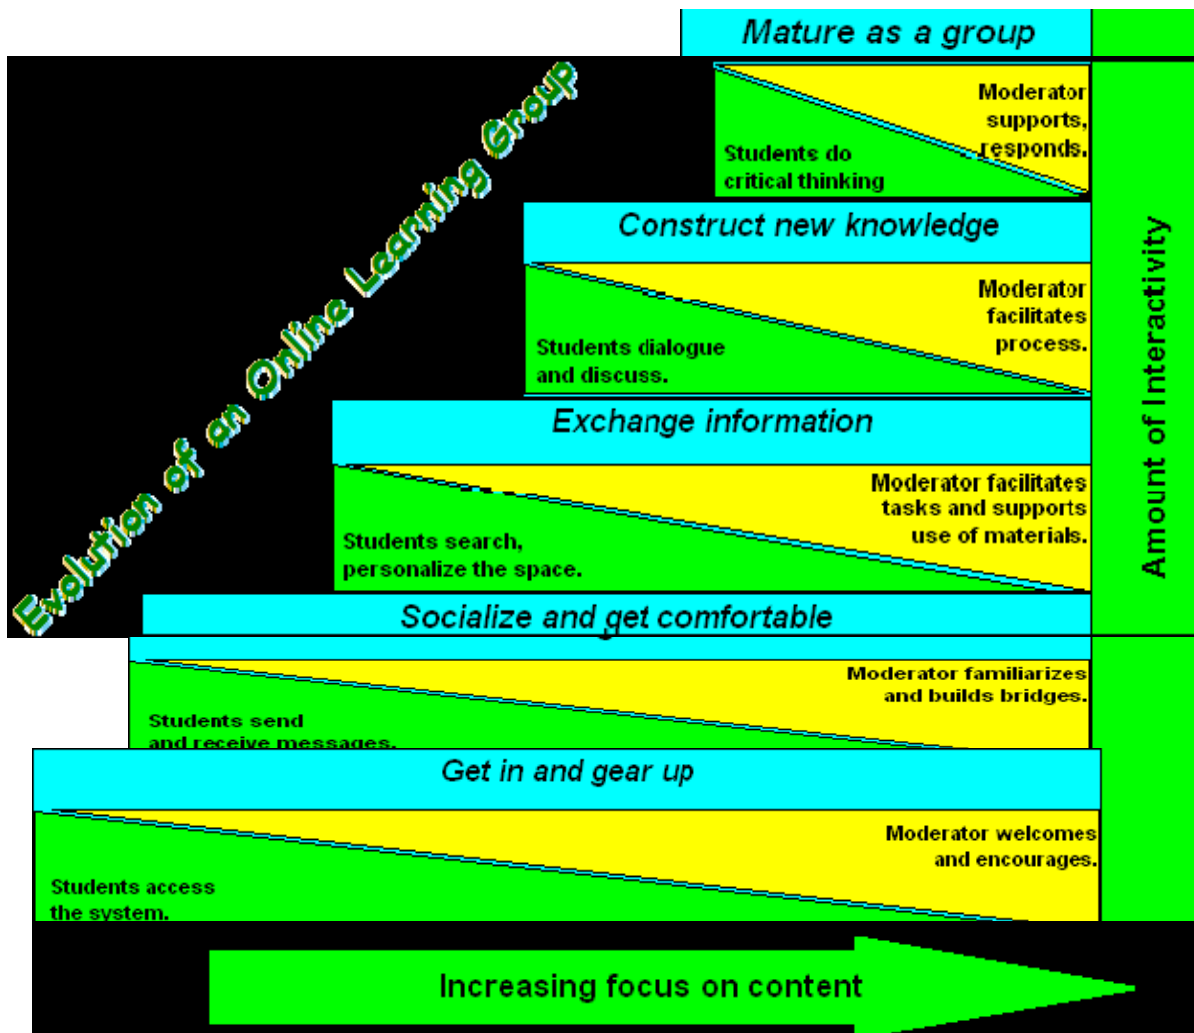 Mature as a group
Moderator
supports,
responds.
Students do
critical thinking
Evolution of an Online Learning Group
Construct new knowledge
Moderator
facilitates
process.
Students dialogue
and discuss.
Exchange information
Moderator facilitates
tasks and supports
use of materials.
Students search,
personalize the space.
Amount of Interactivity
Socialize and get comfortable
Moderator familiarizes
and builds bridges.
Students send
and receive messages.
Get in and gear up
Moderator welcomes
and encourages.
Students access
the system.
Increasing focus on content